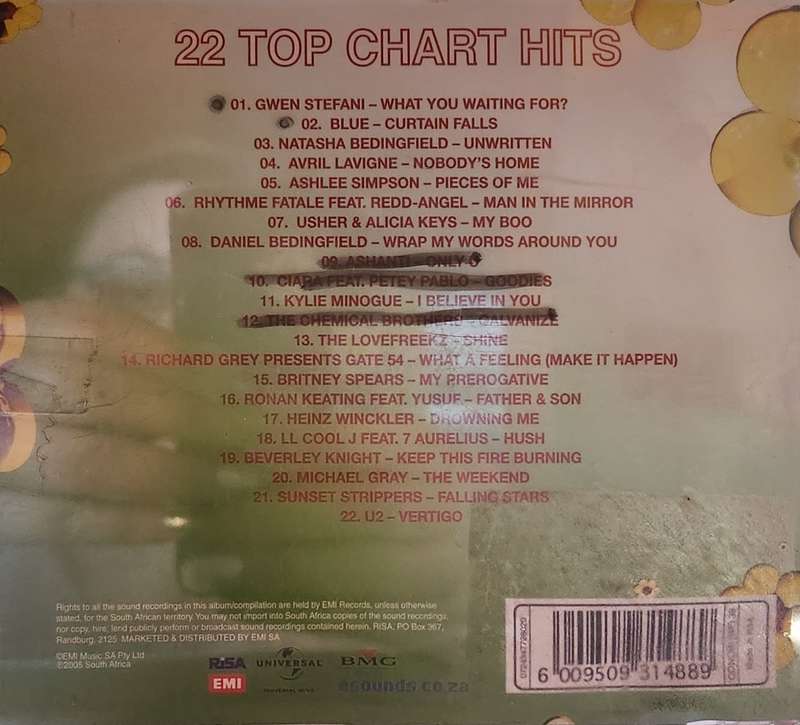 22 TOP CHART HITS
01. GWEN STEFANI – WHAT YOU WAITING FOR?
02. BLUE – CURTAIN FALLS
03. NATASHA BEDINGFIELD – UNWRITTEN
04. AVRIL LAVIGNE – NOBODY'S HOME
05. ASHLEE SIMPSON – PIECES OF ME
06. RHYTHME FATALE FEAT. REDD-ANGEL – MAN IN THE MIRROR
07. USHER & ALICIA KEYS – MY BOO
08. DANIEL BEDINGFIELD – WRAP MY WORDS AROUND YOU
09. ASHANTI – ONLY U
10. CIARA FEAT. PETEY PABLO – GOODIES
11. KYLIE MINOGUE – I BELIEVE IN YOU
12. THE CHEMICAL BROTHERS – GALVANIZE
13. THE LOVEFREEKZ – SHINE
14. RICHARD GREY PRESENTS GATE 54 – WHAT A FEELING (MAKE IT HAPPEN)
15. BRITNEY SPEARS – MY PREROGATIVE
16. RONAN KEATING FEAT. YUSUF – FATHER & SON
17. HEINZ WINCKLER – DROWNING ME
18. LL COOL J FEAT. 7 AURELIUS – HUSH
19. BEVERLEY KNIGHT – KEEP THIS FIRE BURNING
20. MICHAEL GRAY – THE WEEKEND
21. SUNSET STRIPPERS – FALLING STARS
22. U2 – VERTIGO
Rights to all the sound recordings in this album/compilation are held by EMI Records, unless otherwise
stated, for the South African territory. You may not import into South Africa copies of the sound recordings,
nor copy, hire, lend publicly perform or broadcast sound recordings contained herein. RISA, PO Box 367,
Randburg, 2125 MARKETED & DISTRIBUTED BY EMI SA
©EMI Music SA Pty Ltd
℗2005 South Africa
RiSA UNIVERSAL BMG
EMI UNIVERSAL MUSIC esounds.co.za
6 009509 314889
Made in RSA